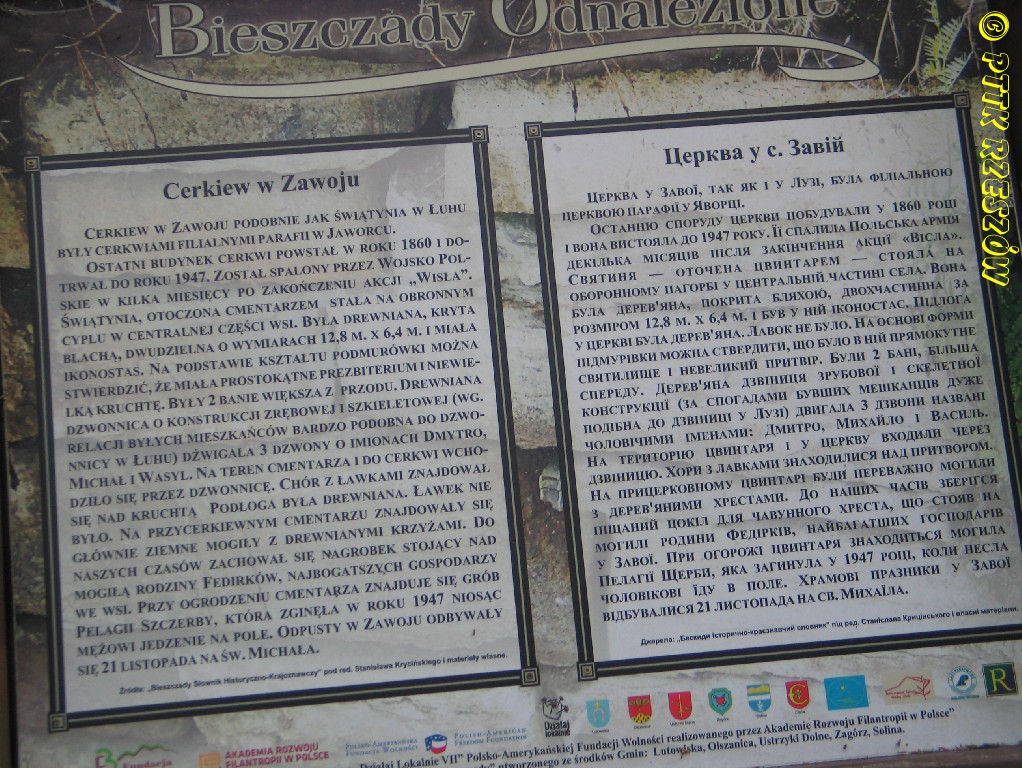 Bieszczady Odnalezione
© PTTK RZESZÓW
Cerkiew w Zawoju
CERKIEW W ZAWOJU PODOBNIE JAK ŚWIĄTYNIA W ŁUHU
BYŁY CERKWIAMI FILIALNYMI PARAFII W JAWORCU.
OSTATNI BUDYNEK CERKWI POWSTAŁ W ROKU 1860 I DO-
TRWAŁ DO ROKU 1947. ZOSTAŁ SPALONY PRZEZ WOJSKO POL-
SKIE W KILKA MIESIĘCY PO ZAKOŃCZENIU AKCJI „WISŁA”.
ŚWIĄTYNIA, OTOCZONA CMENTARZEM STAŁA NA OBRONNYM
CYPLU W CENTRALNEJ CZĘŚCI WSI. BYŁA DREWNIANA, KRYTA
BLACHĄ, DWUDZIELNA O WYMIARACH 12,8 M. X 6,4 M. I MIAŁA
IKONOSTAS. NA PODSTAWIE KSZTAŁTU PODMURÓWKI MOŻNA
STWIERDZIĆ, ŻE MIAŁA PROSTOKĄTNE PREZBITERIUM I NIEWIE-
LKĄ KRUCHTĘ. BYŁY 2 BANIE WIĘKSZA Z PRZODU. DREWNIANA
DZWONNICA O KONSTRUKCJI ZRĘBOWEJ I SZKIELETOWEJ (WG.
RELACJI BYŁYCH MIESZKAŃCÓW BARDZO PODOBNA DO DZWO-
NNICY W ŁUHU) DŹWIGAŁA 3 DZWONY O IMIONACH DMYTRO,
MICHAŁ I WASYL. NA TEREN CMENTARZA I DO CERKWI WCHO-
DZIŁO SIĘ PRZEZ DZWONNICĘ. CHÓR Z ŁAWKAMI ZNAJDOWAŁ
SIĘ NAD KRUCHTĄ PODŁOGA BYŁA DREWNIANA. ŁAWEK NIE
BYŁO. NA PRZYCERKIEWNYM CMENTARZU ZNAJDOWAŁY SIĘ
GŁÓWNIE ZIEMNE MOGIŁY Z DREWNIANYMI KRZYŻAMI. DO
NASZYCH CZASÓW ZACHOWAŁ SIĘ NAGROBEK STOJĄCY NAD
MOGIŁĄ RODZINY FEDIRKÓW, NAJBOGATSZYCH GOSPODARZY
WE WSI. PRZY OGRODZENIU CMENTARZA ZNAJDUJE SIĘ GRÓB
PELAGII SZCZERBY, KTÓRA ZGINĘŁA W ROKU 1947 NIOSĄC
MĘŻOWI JEDZENIE NA POLE. ODPUSTY W ZAWOJU ODBYWAŁY
SIĘ 21 LISTOPADA NA ŚW. MICHAŁA.
Źródła: „Bieszczady Słownik Historyczno-Krajoznawczy” pod red. Stanisława Krycińskiego i materiały własne.
Церква у с. Завій
ЦЕРКВА У ЗАВОЇ, ТАК ЯК І У ЛУЗІ, БУЛА ФІЛІАЛЬНОЮ
ЦЕРКВОЮ ПАРАФІЇ У ЯВОРЦІ.
ОСТАННЮ СПОРУДУ ЦЕРКВИ ПОБУДУВАЛИ У 1860 РОЦІ
І ВОНА ВИСТОЯЛА ДО 1947 РОКУ. ЇЇ СПАЛИЛА ПОЛЬСЬКА АРМІЯ
ДЕКІЛЬКА МІСЯЦІВ ПІСЛЯ ЗАКІНЧЕННЯ АКЦІЇ «ВІСЛА».
СВЯТИНЯ — ОТОЧЕНА ЦВИНТАРЕМ — СТОЯЛА НА
ОБОРОННОМУ ПАГОРБІ У ЦЕНТРАЛЬНІЙ ЧАСТИНІ СЕЛА. ВОНА
БУЛА ДЕРЕВ'ЯНА, ПОКРИТА БЛЯХОЮ, ДВОХЧАСТИННА ЗА
РОЗМІРОМ 12,8 М. X 6,4 М. І БУВ У НІЙ ІКОНОСТАС. ПІДЛОГА
У ЦЕРКВІ БУЛА ДЕРЕВ'ЯНА. ЛАВОК НЕ БУЛО. НА ОСНОВІ ФОРМИ
ПІДМУРІВКИ МОЖНА СТВЕРДИТИ, ЩО БУЛО В НІЙ ПРЯМОКУТНЕ
СВЯТИЛИЩЕ І НЕВЕЛИКИЙ ПРИТВІР. БУЛИ 2 БАНІ, БІЛЬША
СПЕРЕДУ. ДЕРЕВ'ЯНА ДЗВІНИЦЯ ЗРУБОВОЇ І СКЕЛЕТНОЇ
КОНСТРУКЦІЇ (ЗА СПОГАДАМИ БУВШИХ МЕШКАНЦІВ ДУЖЕ
ПОДІБНА ДО ДЗВІНИЦІ У ЛУЗІ) ДВИГАЛА 3 ДЗВОНИ НАЗВАНІ
ЧОЛОВІЧИМИ ІМЕНАМИ: ДМИТРО, МИХАЙЛО І ВАСИЛЬ.
НА ТЕРИТОРІЮ ЦВИНТАРЯ І У ЦЕРКВУ ВХОДИЛИ ЧЕРЕЗ
ДЗВІНИЦЮ. ХОРИ З ЛАВКАМИ ЗНАХОДИЛИСЯ НАД ПРИТВОРОМ.
НА ПРИЦЕРКОВНОМУ ЦВИНТАРІ БУЛИ ПЕРЕВАЖНО МОГИЛИ
З ДЕРЕВ'ЯНИМИ ХРЕСТАМИ. ДО НАШИХ ЧАСІВ ЗБЕРІГСЯ
ПІЩАНИЙ ПОКІЛ ДЛЯ ЧАВУННОГО ХРЕСТА, ЩО СТОЯВ НА
МОГИЛІ РОДИНИ ФЕДІРКІВ, НАЙБАГАТШИХ ГОСПОДАРІВ
У ЗАВОЇ. ПРИ ОГОРОЖІ ЦВИНТАРЯ ЗНАХОДИТЬСЯ МОГИЛА
ПЕЛАГІЇ ЩЕРБИ, ЯКА ЗАГИНУЛА У 1947 РОЦІ, КОЛИ НЕСЛА
ЧОЛОВІКОВІ ЇДУ В ПОЛЕ. ХРАМОВІ ПРАЗНИКИ У ЗАВОЇ
ВІДБУВАЛИСЯ 21 ЛИСТОПАДА НА СВ. МИХАЇЛА.
Джерела: „Бескиди історично-краєзнавчий словник” під ред. Станіслава Крицінського і власні матеріяли.
Działaj
Lokalnie
Fundacja
AKADEMIA ROZWOJU
FILANTROPII W POLSCE
POLSKO-AMERYKAŃSKA
FUNDACJA WOLNOŚCI
POLISH-AMERICAN
FREEDOM FOUNDATION
R
Działaj Lokalnie VII” Polsko-Amerykańskiej Fundacji Wolności realizowanego przez Akademię Rozwoju Filantropii w Polsce”
utworzonego ze środków Gmin: Lutowiska, Olszanica, Ustrzyki Dolne, Zagórz, Solina.